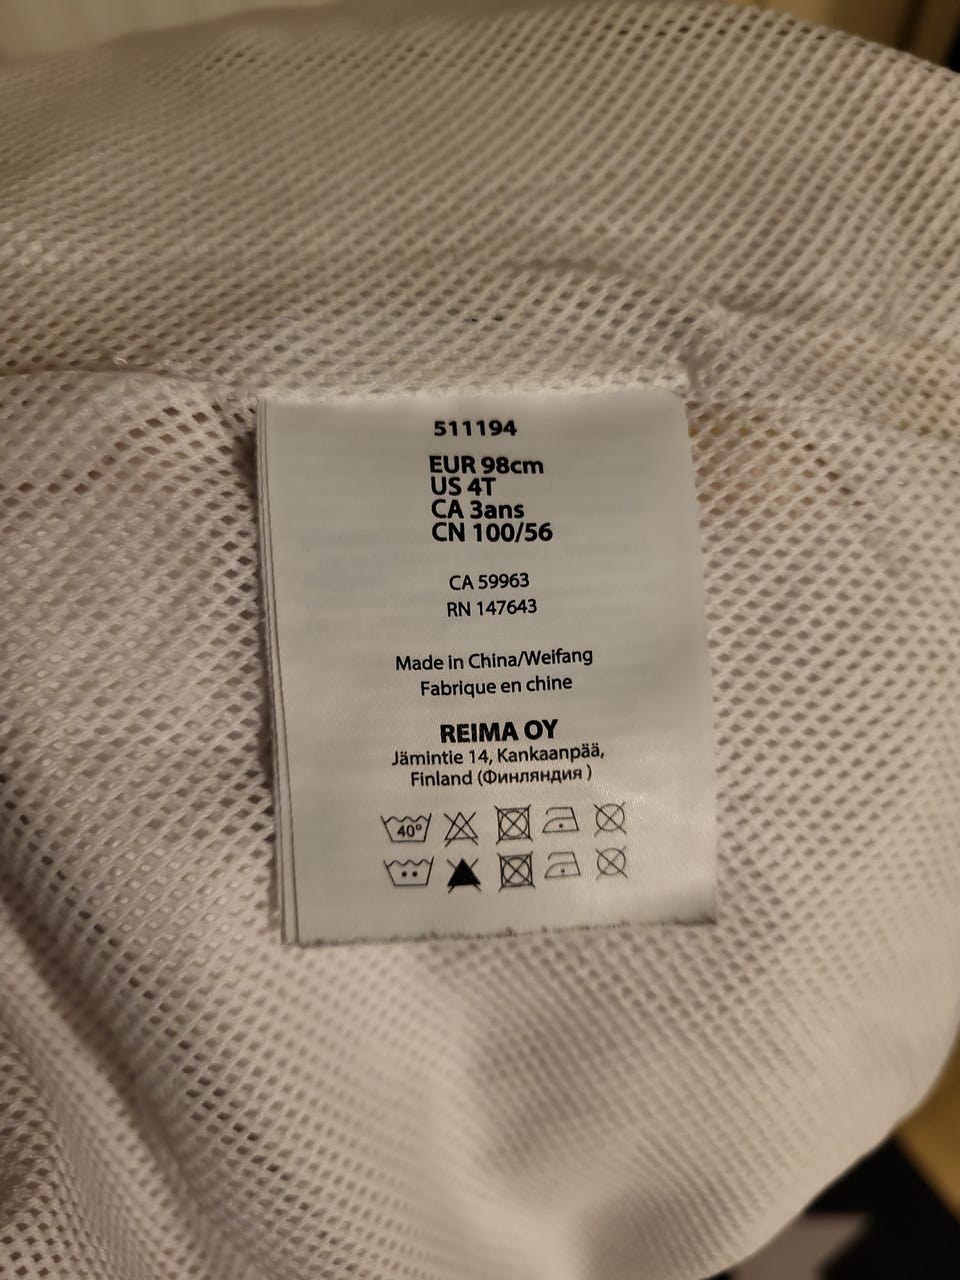 511194
EUR 98cm
US 4T
CA 3ans
CN 100/56
CA 59963
RN 147643
Made in China/Weifang
Fabrique en chine
REIMA OY
Jämintie 14, Kankaanpää,
Finland (Финляндия )
40°